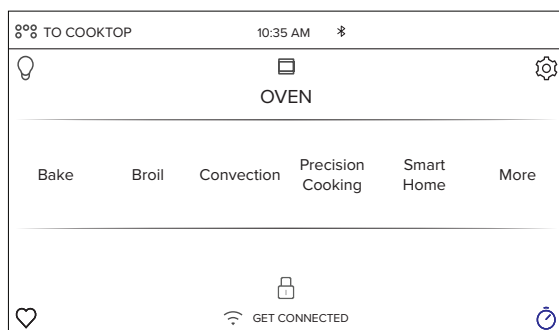 TO COOKTOP 10:35 AM
OVEN
Bake Broil Convection Precision Cooking Smart Home More
GET CONNECTED